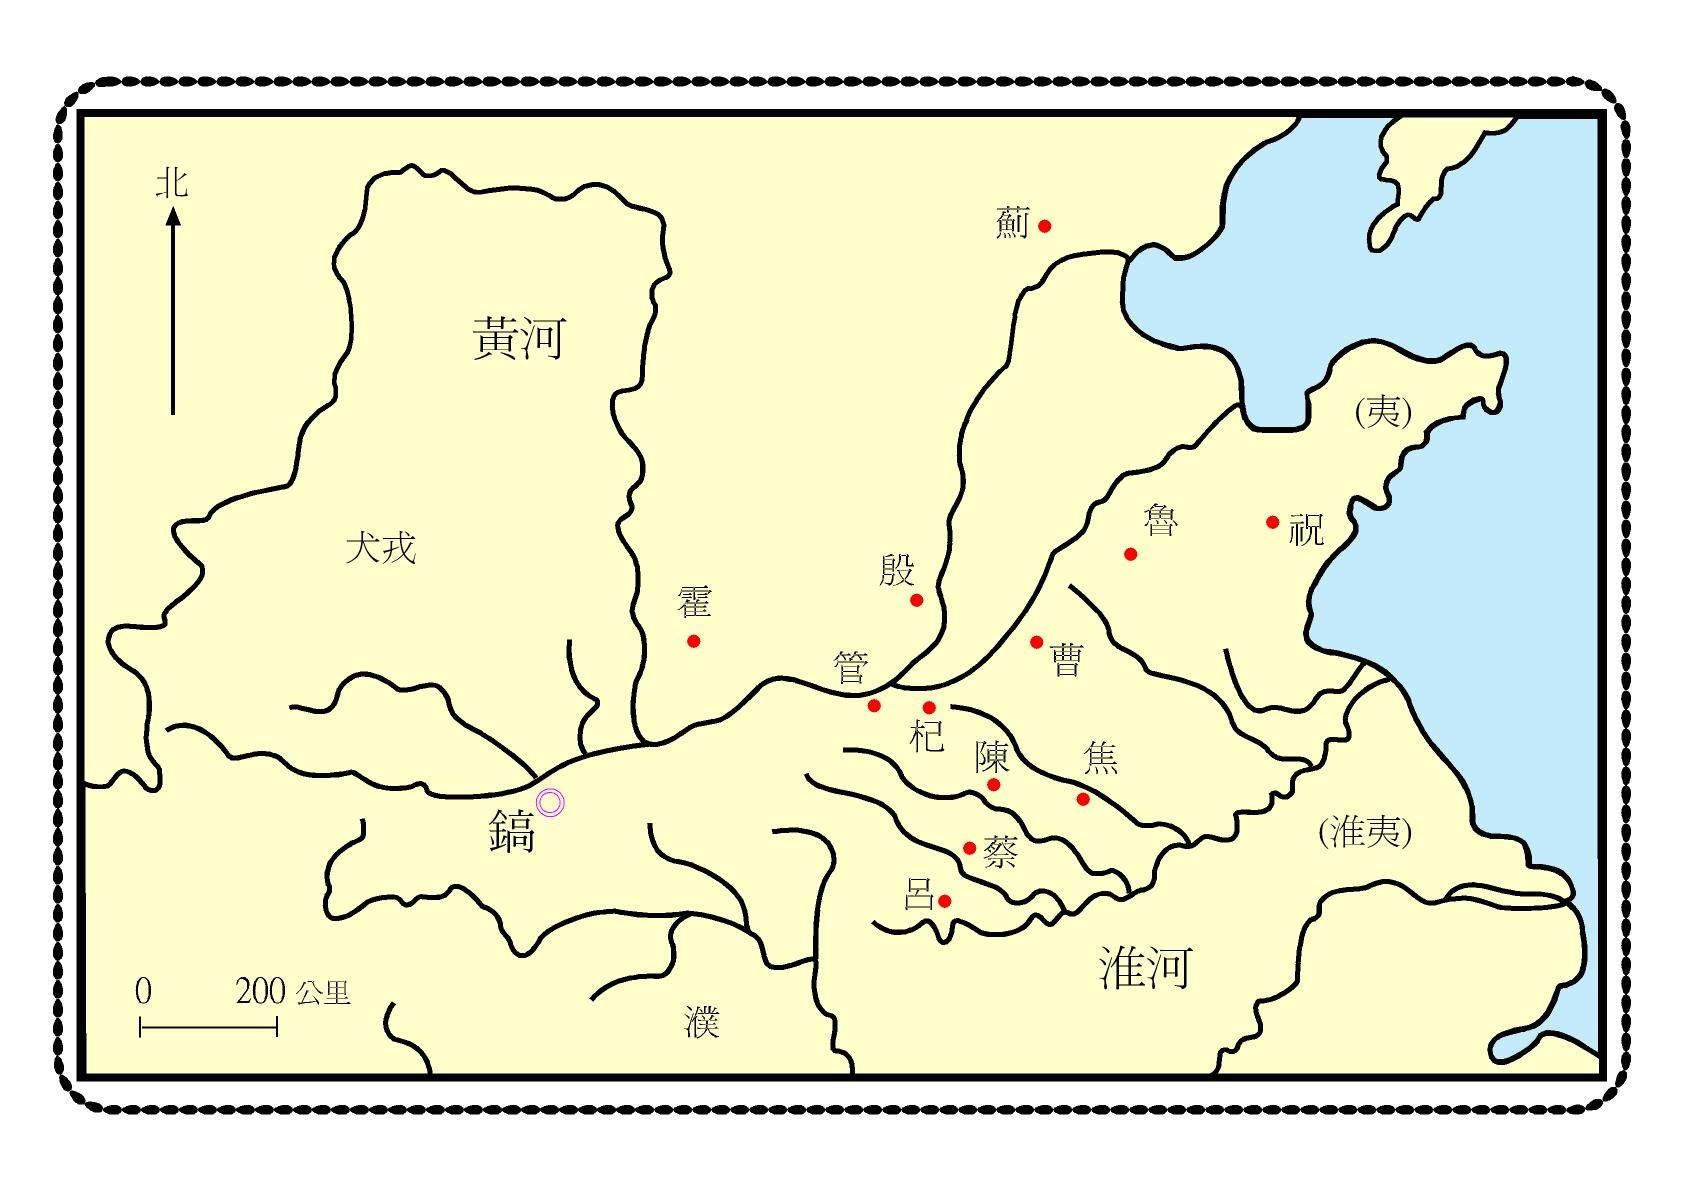 北
薊
黃河
(夷)
魯
祝
犬戎
殷
霍
管
曹
杞
陳
焦
鎬
(淮夷)
蔡
呂
淮河
0 200 公里
濮